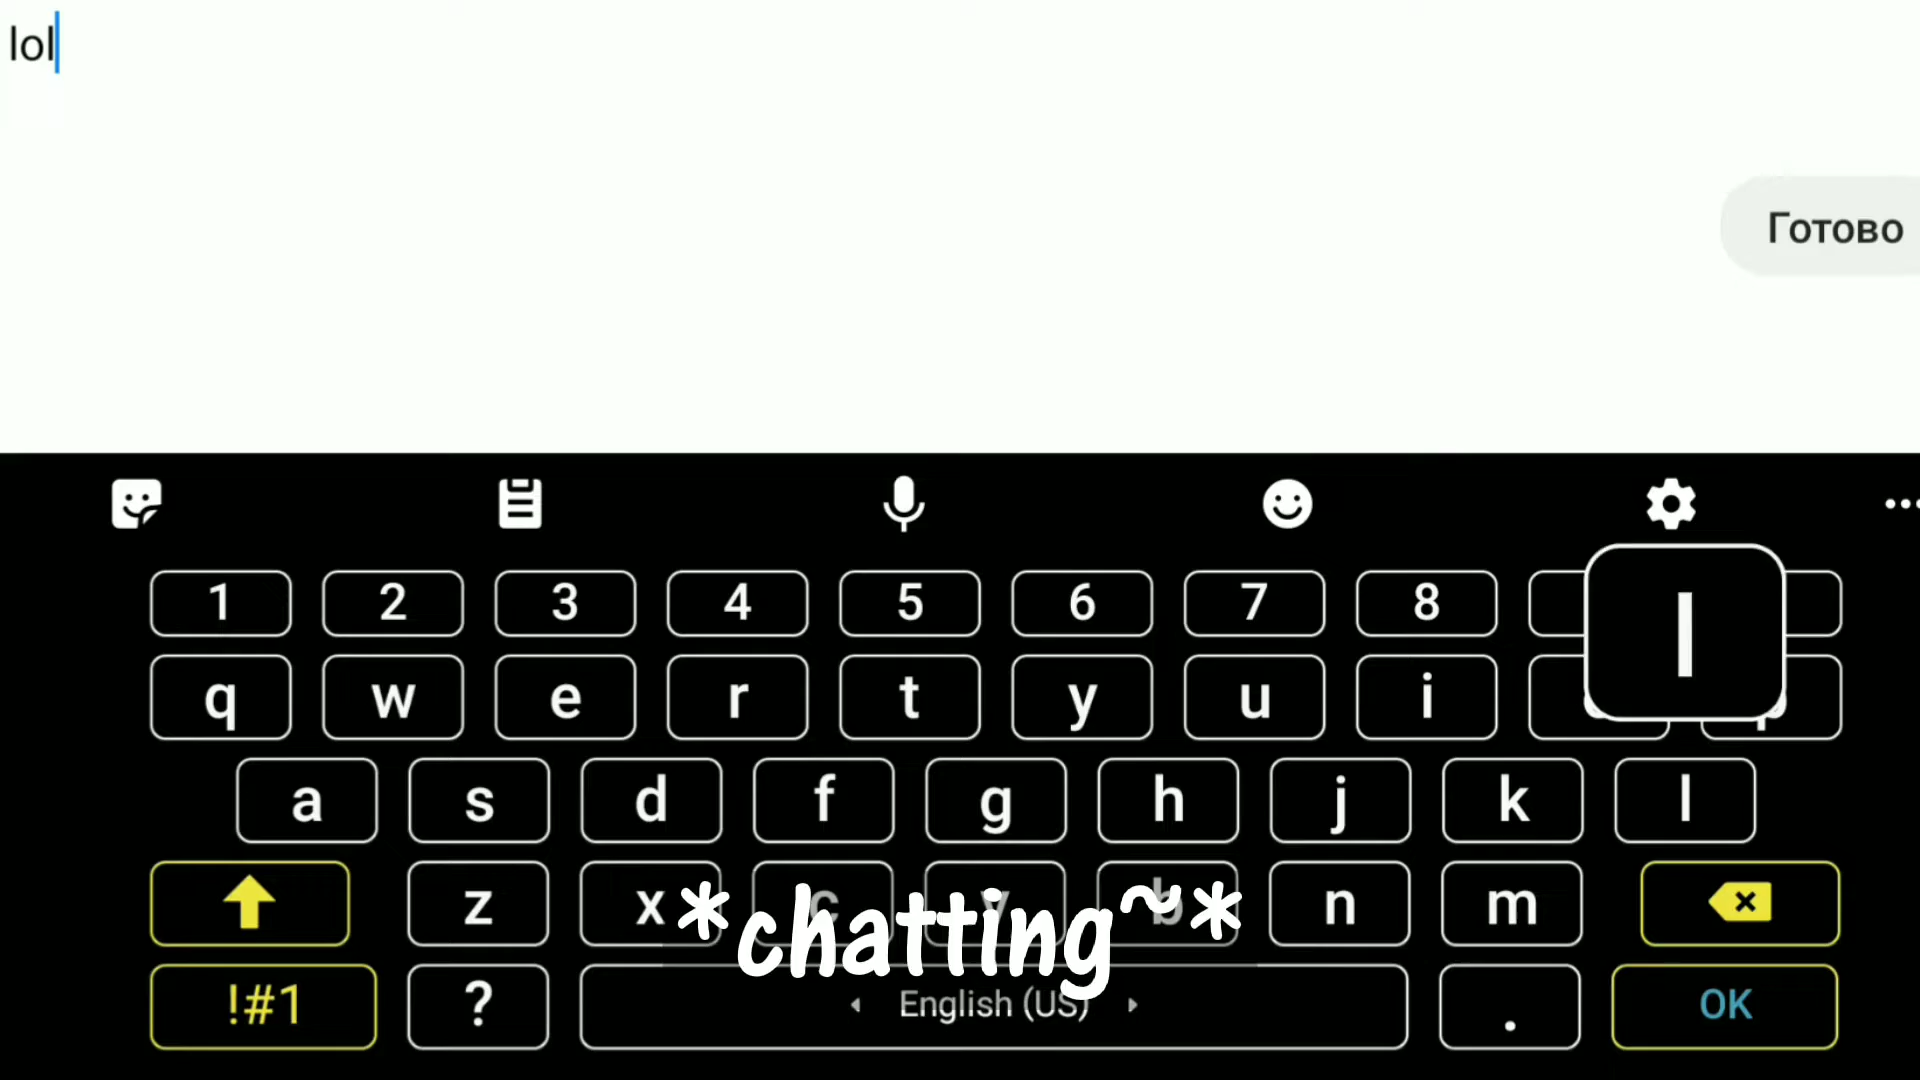 lol
Готово
1 2 3 4 5 6 7 8
l
q w e r t y u i p
a s d f g h j k l
z x c v b n m
*chatting~*
!#1 ? English (US) . OK